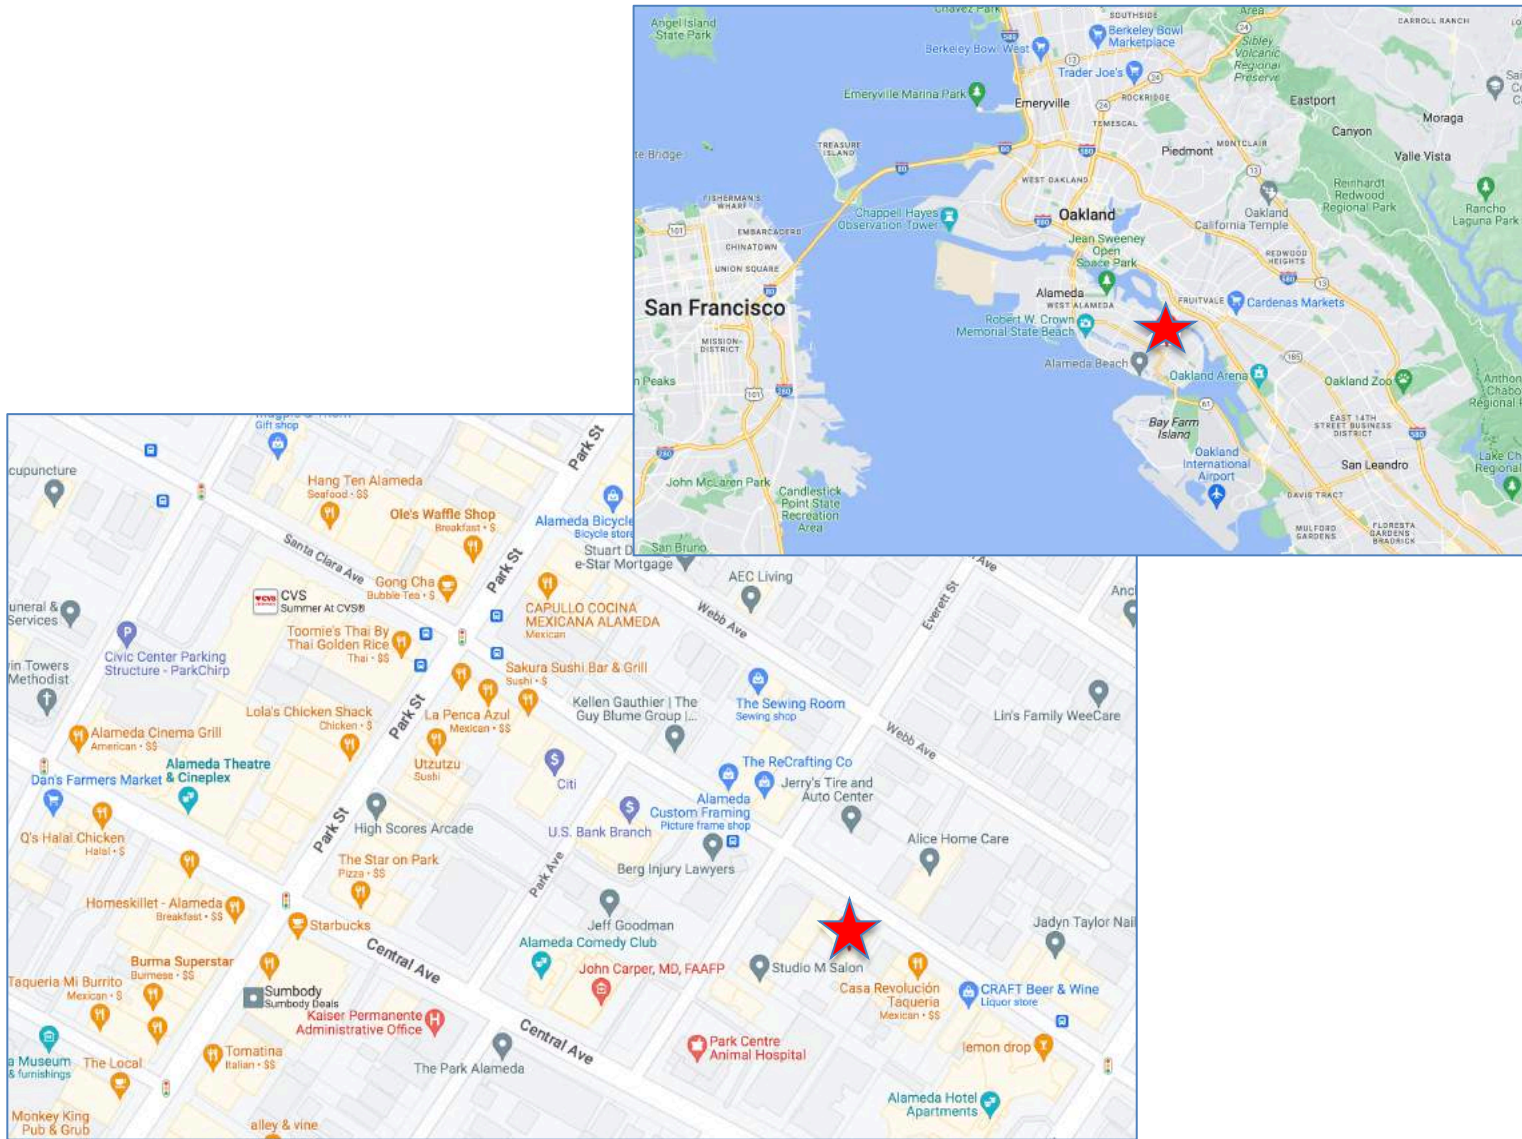 Angel Island
State Park
Chavez Park
SOUTHSIDE
Area
CARROLL RANCH
Berkeley Bowl West
Berkeley Bowl
Marketplace
Sibley
Volcanic
Regional
Preserve
Trader Joe's
Emeryville Marina Park
Emeryville
ROCKRIDGE
TEMESCAL
Eastport
Moraga
Canyon
Valle Vista
TREASURE
ISLAND
Piedmont
MONTCLAIR
WEST OAKLAND
Reinhardt
Redwood
Regional Park
Rancho
Laguna Park
FISHERMAN'S
WHARF
EMBARCADERO
CHINATOWN
UNION SQUARE
Chappell Hayes
Observation Tower
Oakland
Oakland
California Temple
Jean Sweeney
Open
Space Park
REDWOOD
HEIGHTS
San Francisco
Alameda
WEST ALAMEDA
FRUITVALE
Cardenas Markets
Robert W. Crown
Memorial State Beach
MISSION
DISTRICT
Alameda Beach
Oakland Arena
Oakland Zoo
n Peaks
Bay Farm
Island
EAST 14TH
STREET BUSINESS
DISTRICT
Oakland
International
Airport
San Leandro
John McLaren Park
Candlestick
Point State
Recreation
Area
DAVIS TRACT
MULFORD
GARDENS
FLORESTA
GARDENS -
BRADRICK
San Bruno
Gift shop
Park St
cupuncture
Hang Ten Alameda
Seafood • $$
Ole's Waffle Shop
Breakfast • $
Alameda Bicycle
Bicycle store
Santa Clara Ave
Park St
e-Star Mortgage
AEC Living
Gong Cha
Bubble Tea • $
CVS
Summer At CVS®
CAPULLO COCINA
MEXICANA ALAMEDA
Mexican
Webb Ave
Everett St
Toomie's Thai By
Thai Golden Rice
Thai • $$
Civic Center Parking
Structure - ParkChirp
Sakura Sushi Bar & Grill
Sushi • $
Kellen Gauthier | The
Guy Blume Group |...
The Sewing Room
Sewing shop
Lin's Family WeeCare
Lola's Chicken Shack
Chicken • $
Park St
La Penca Azul
Mexican • $$
Webb Ave
Alameda Cinema Grill
American • $$
Utzutzu
Sushi
Alameda Theatre
& Cineplex
Citi
The ReCrafting Co
Dan's Farmers Market
Jerry's Tire and
Auto Center
Alameda
Custom Framing
Picture frame shop
Park St
High Scores Arcade
U.S. Bank Branch
Q's Halal Chicken
Halal • $
Alice Home Care
The Star on Park
Pizza • $$
Park Ave
Berg Injury Lawyers
Homeskillet - Alameda
Breakfast • $$
Starbucks
Jeff Goodman
Jadyn Taylor Nail
Central Ave
Alameda Comedy Club
John Carper, MD, FAAFP
Studio M Salon
Burma Superstar
Burmese • $$
Taqueria Mi Burrito
Mexican • $
Sumbody
Sumbody Deals
Casa Revolución
Taqueria
Mexican • $$
CRAFT Beer & Wine
Liquor store
Kaiser Permanente
Administrative Office
Central Ave
Park Centre
Animal Hospital
lemon drop
a Museum
& furnishings
The Local
Tomatina
Italian • $$
The Park Alameda
Alameda Hotel
Apartments
Monkey King
Pub & Grub
alley & vine